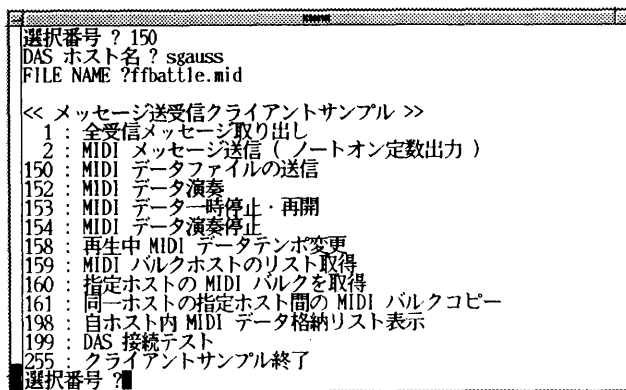 選択番号 ? 150
DAS ホスト名 ? sgauss
FILE NAME ?ffbattle.mid
<< メッセージ送受信クライアントサンプル >>
1 : 全受信メッセージ取り出し
2 : MIDI メッセージ送信 ( ノートオン定数出力 )
150 : MIDI データファイルの送信
152 : MIDI データ演奏
153 : MIDI データ一時停止・再開
154 : MIDI データ演奏停止
158 : 再生中 MIDI データテンポ変更
159 : MIDI バルクホストのリスト取得
160 : 指定ホストの MIDI バルクを取得
161 : 同一ホストの指定ホスト間の MIDI バルクコピー
198 : 自ホスト内 MIDI データ格納リスト表示
199 : DAS 接続テスト
255 : クライアントサンプル終了
選択番号 ?